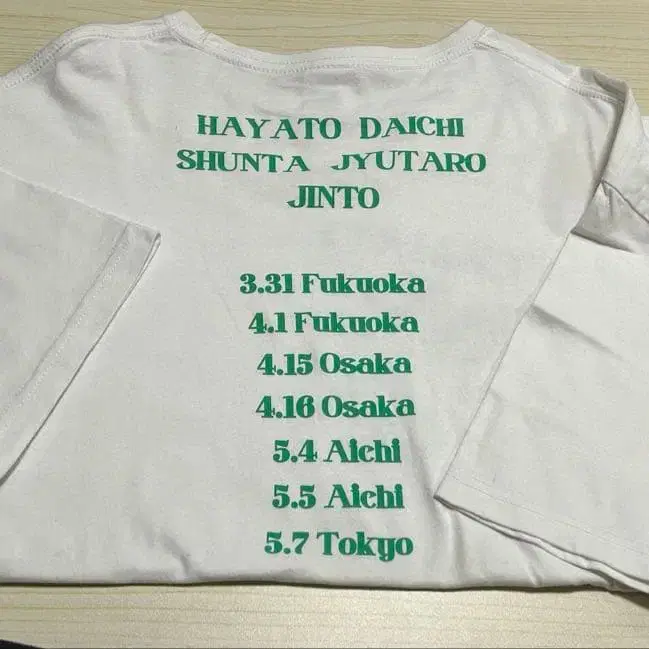 HAYATO DAICHI
SHUNTA JYUTARO
JINTO
3.31 Fukuoka
4.1 Fukuoka
4.15 Osaka
4.16 Osaka
5.4 Aichi
5.5 Aichi
5.7 Tokyo